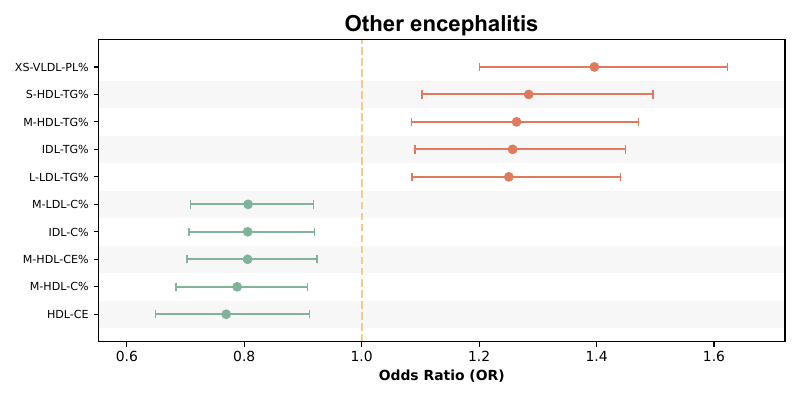 Other encephalitis
XS-VLDL-PL%
S-HDL-TG%
M-HDL-TG%
IDL-TG%
L-LDL-TG%
M-LDL-C%
IDL-C%
M-HDL-CE%
M-HDL-C%
HDL-CE
0.6 0.8 1.0 1.2 1.4 1.6
Odds Ratio (OR)